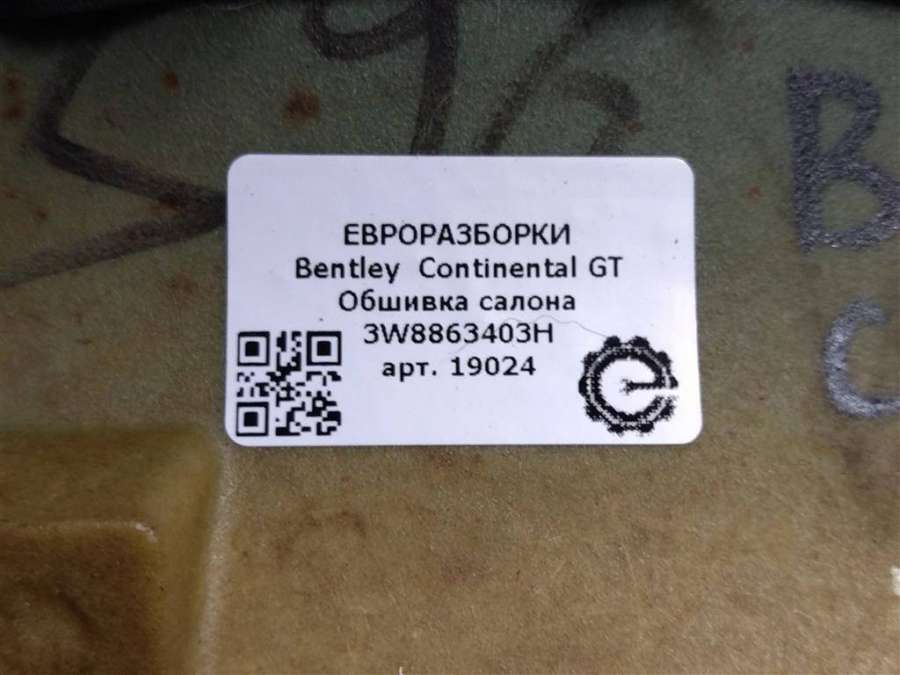 ЕВРОРАЗБОРКИ
Bentley Continental GT
Обшивка салона
3W8863403H
арт. 19024
B
C